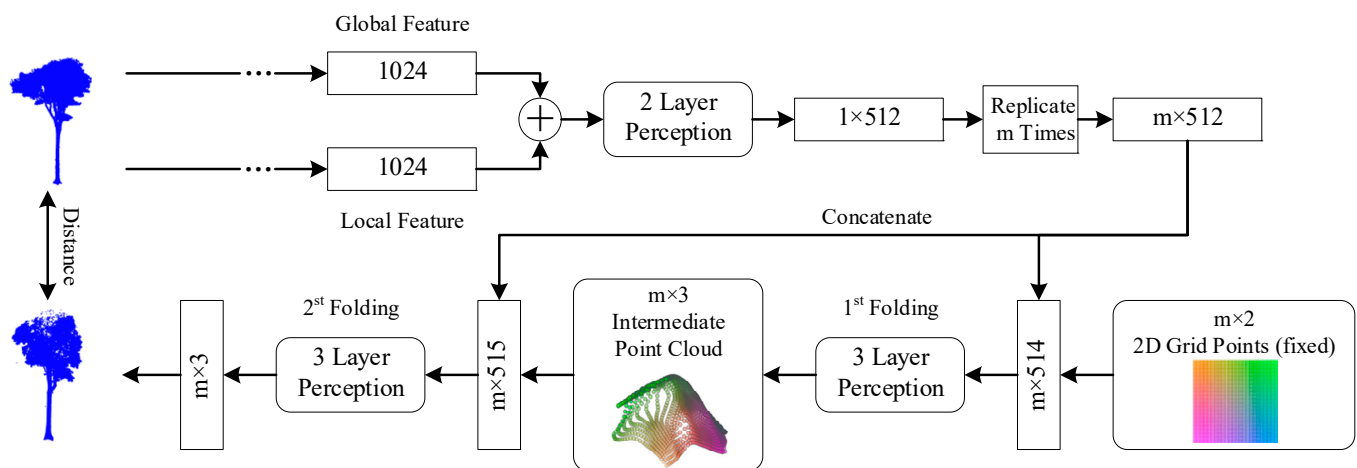 Global Feature
1024
2 Layer
Perception
1×512
Replicate
m Times
m×512
1024
Local Feature
Concatenate
Distance
m×3
2st Folding
3 Layer
Perception
m×515
m×3
Intermediate
Point Cloud
1st Folding
3 Layer
Perception
m×514
m×2
2D Grid Points (fixed)